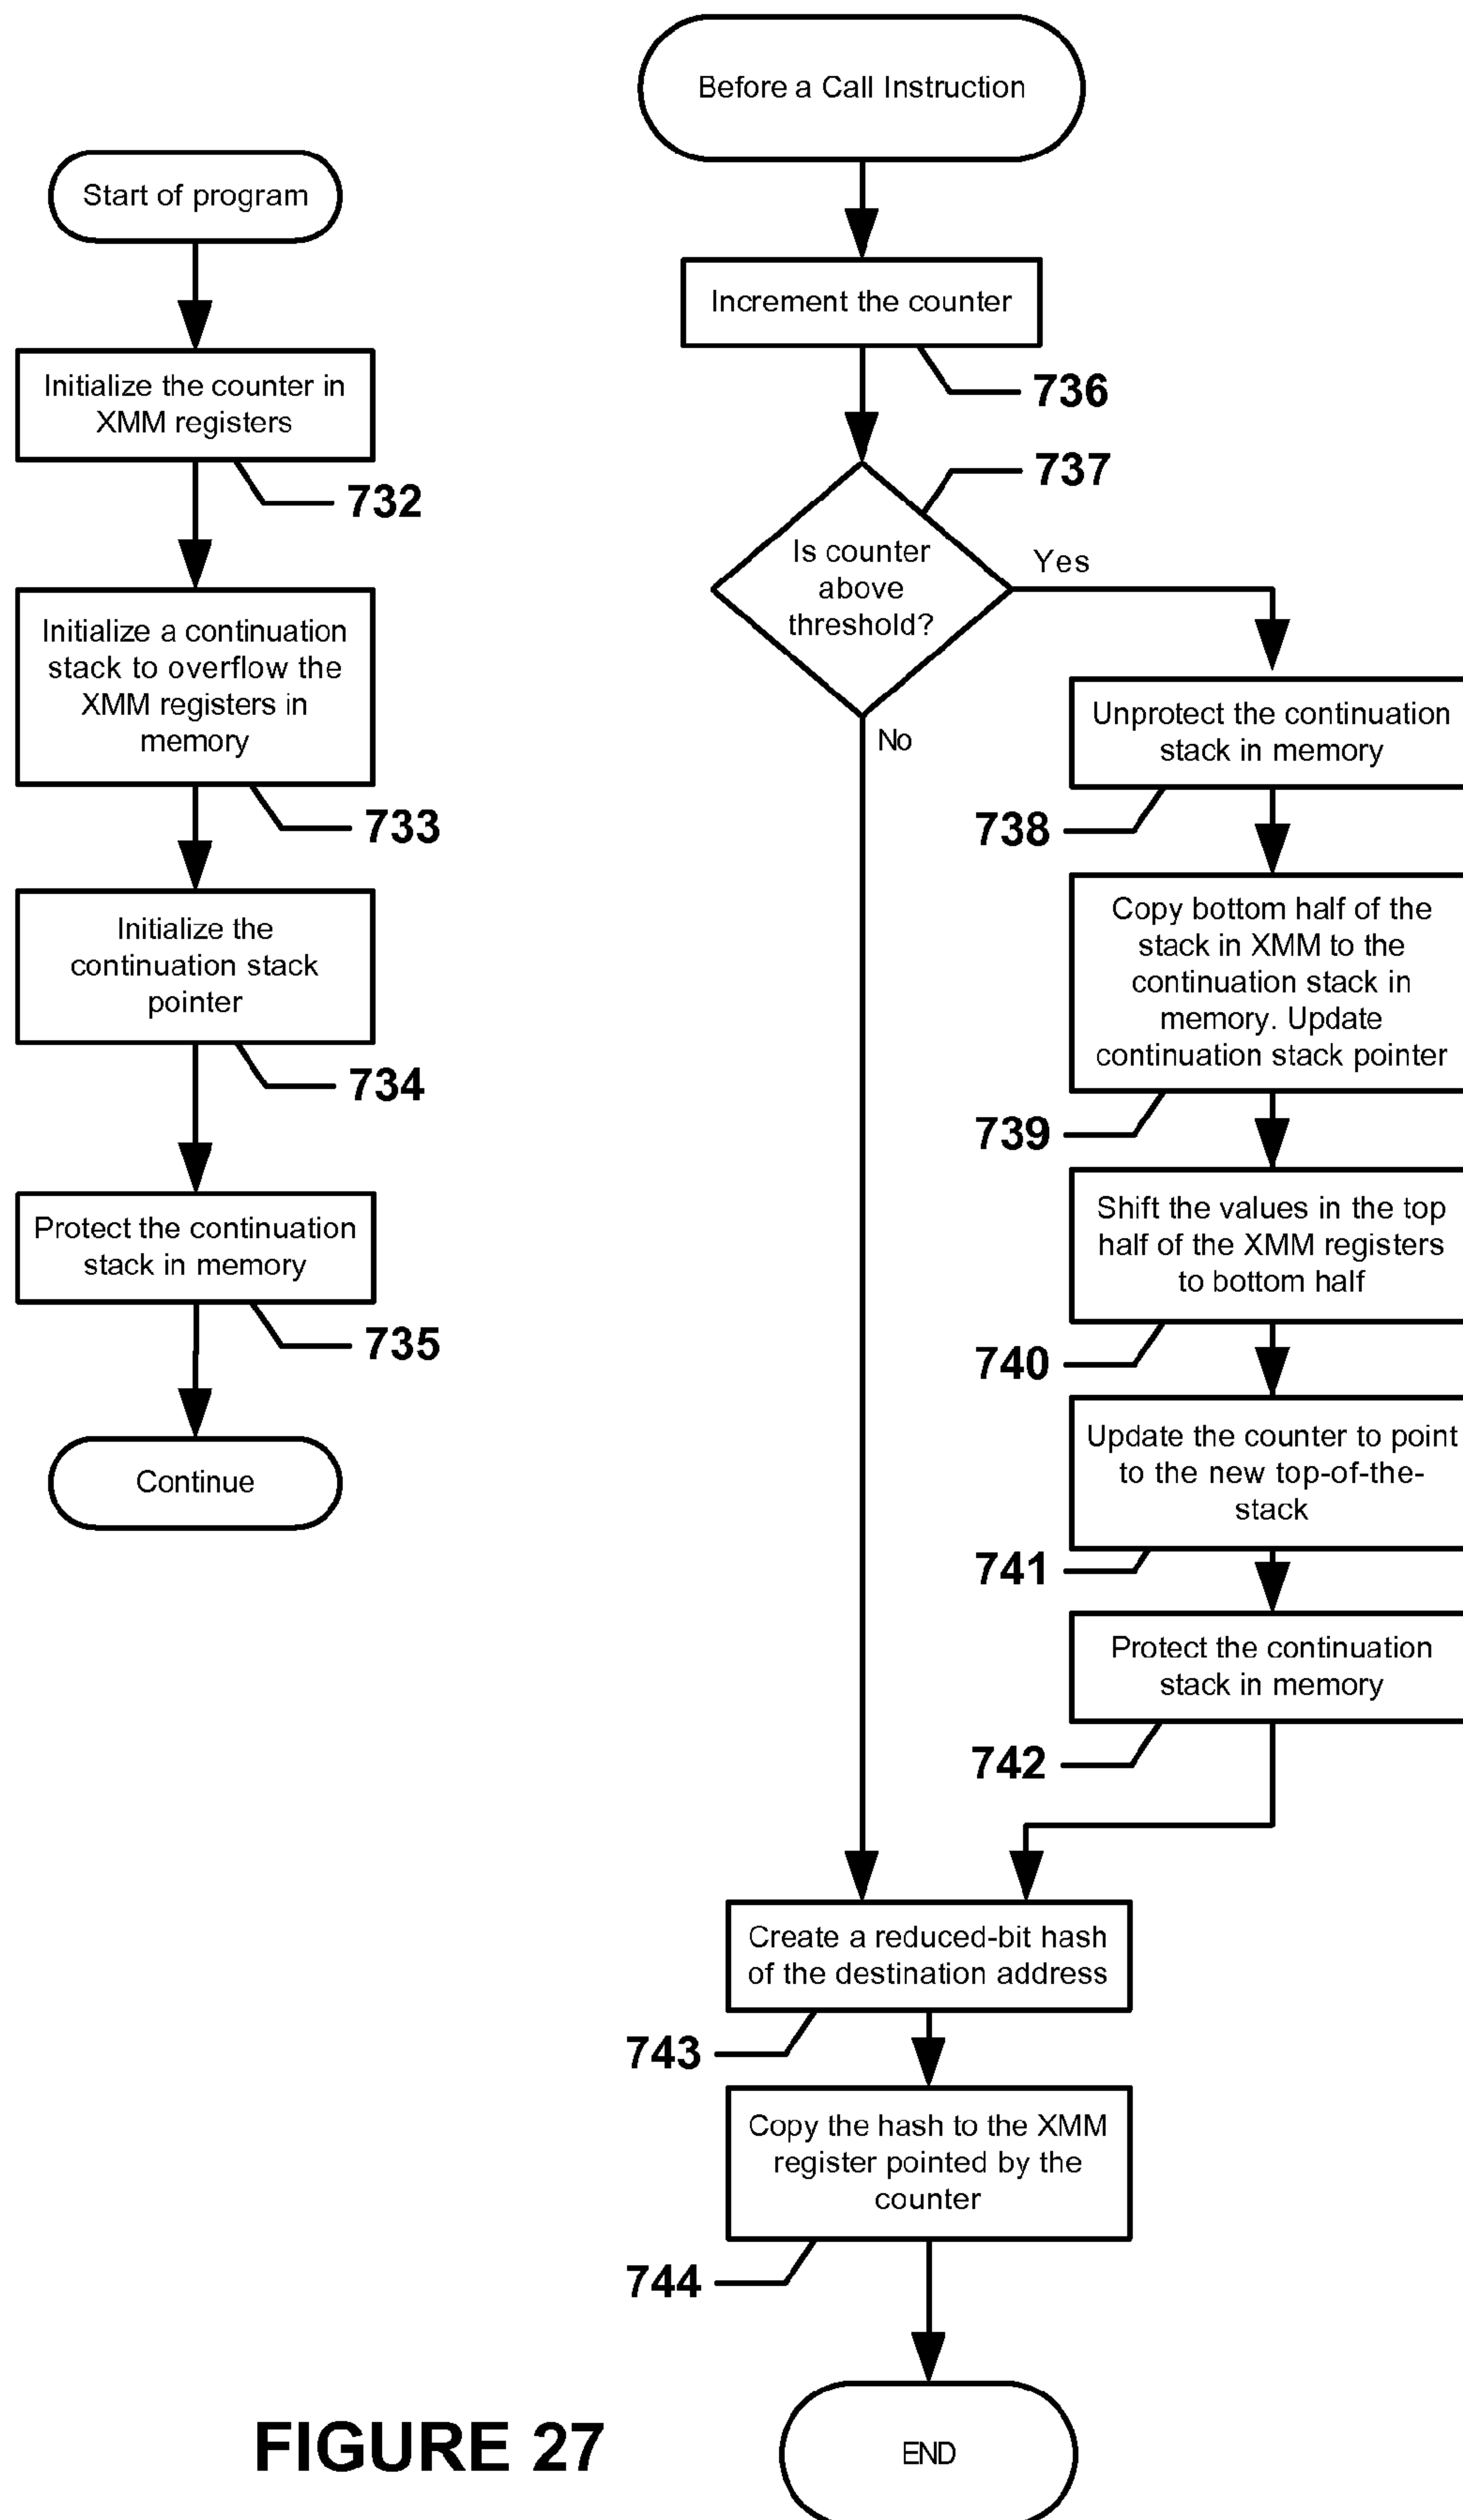 Start of program
Initialize the counter in
XMM registers
732
Initialize a continuation
stack to overflow the
XMM registers in
memory
733
Initialize the
continuation stack
pointer
734
Protect the continuation
stack in memory
735
Continue
Before a Call Instruction
Increment the counter
736
737
Is counter
above
threshold?
Yes
No
Unprotect the continuation
stack in memory
738
Copy bottom half of the
stack in XMM to the
continuation stack in
memory. Update
continuation stack pointer
739
Shift the values in the top
half of the XMM registers
to bottom half
740
Update the counter to point
to the new top-of-the-
stack
741
Protect the continuation
stack in memory
742
Create a reduced-bit hash
of the destination address
743
Copy the hash to the XMM
register pointed by the
counter
744
END
FIGURE 27